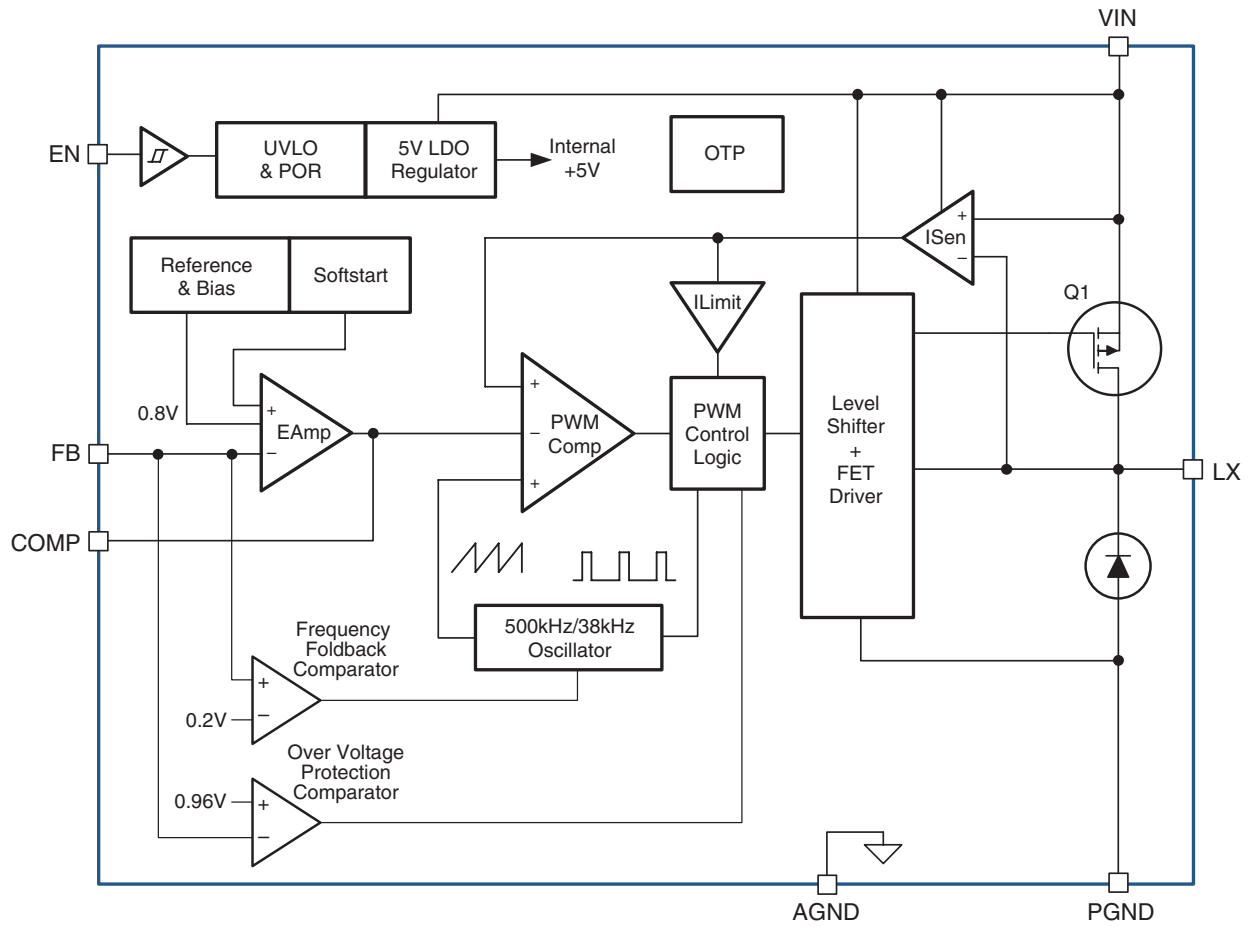 VIN
EN
UVLO
& POR
5V LDO
Regulator
Internal
+5V
OTP
+
ISen
−
Reference
& Bias
Softstart
ILimit
Q1
0.8V
+
EAmp
−
FB
COMP
+
−
PWM
Comp
+
PWM
Control
Logic
Level
Shifter
+
FET
Driver
LX
500kHz/38kHz
Oscillator
Frequency
Foldback
Comparator
+
0.2V
−
Over Voltage
Protection
Comparator
0.96V
+
−
AGND
PGND